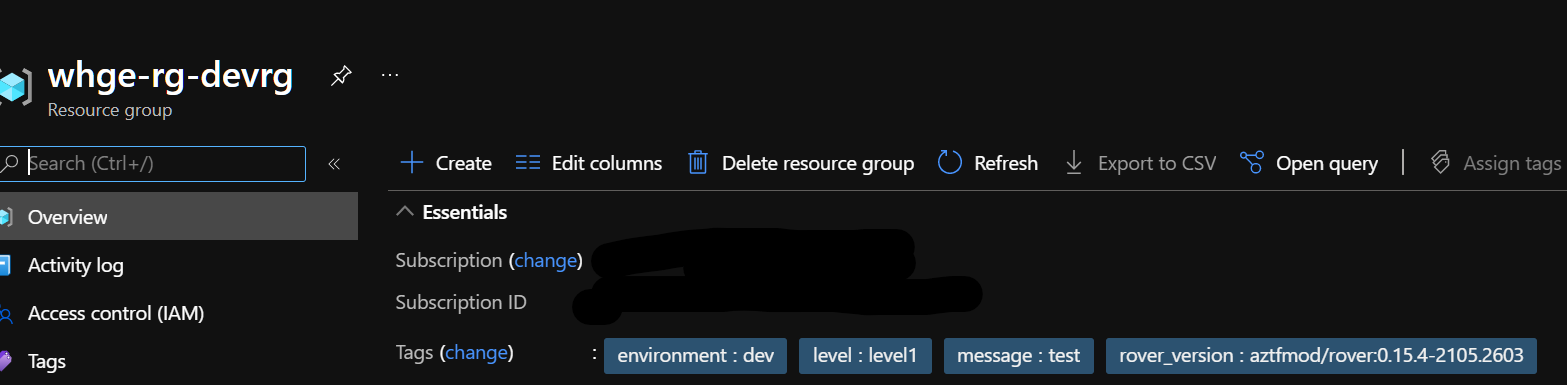 whge-rg-devrg
...
Resource group
Search (Ctrl+/)
«
Create
Edit columns
Delete resource group
Refresh
Export to CSV
Open query
Assign tags
Overview
Activity log
Access control (IAM)
Tags
Essentials
Subscription (change)
Subscription ID
Tags (change) : environment : dev level : level1 message : test rover_version : aztfmod/rover:0.15.4-2105.2603